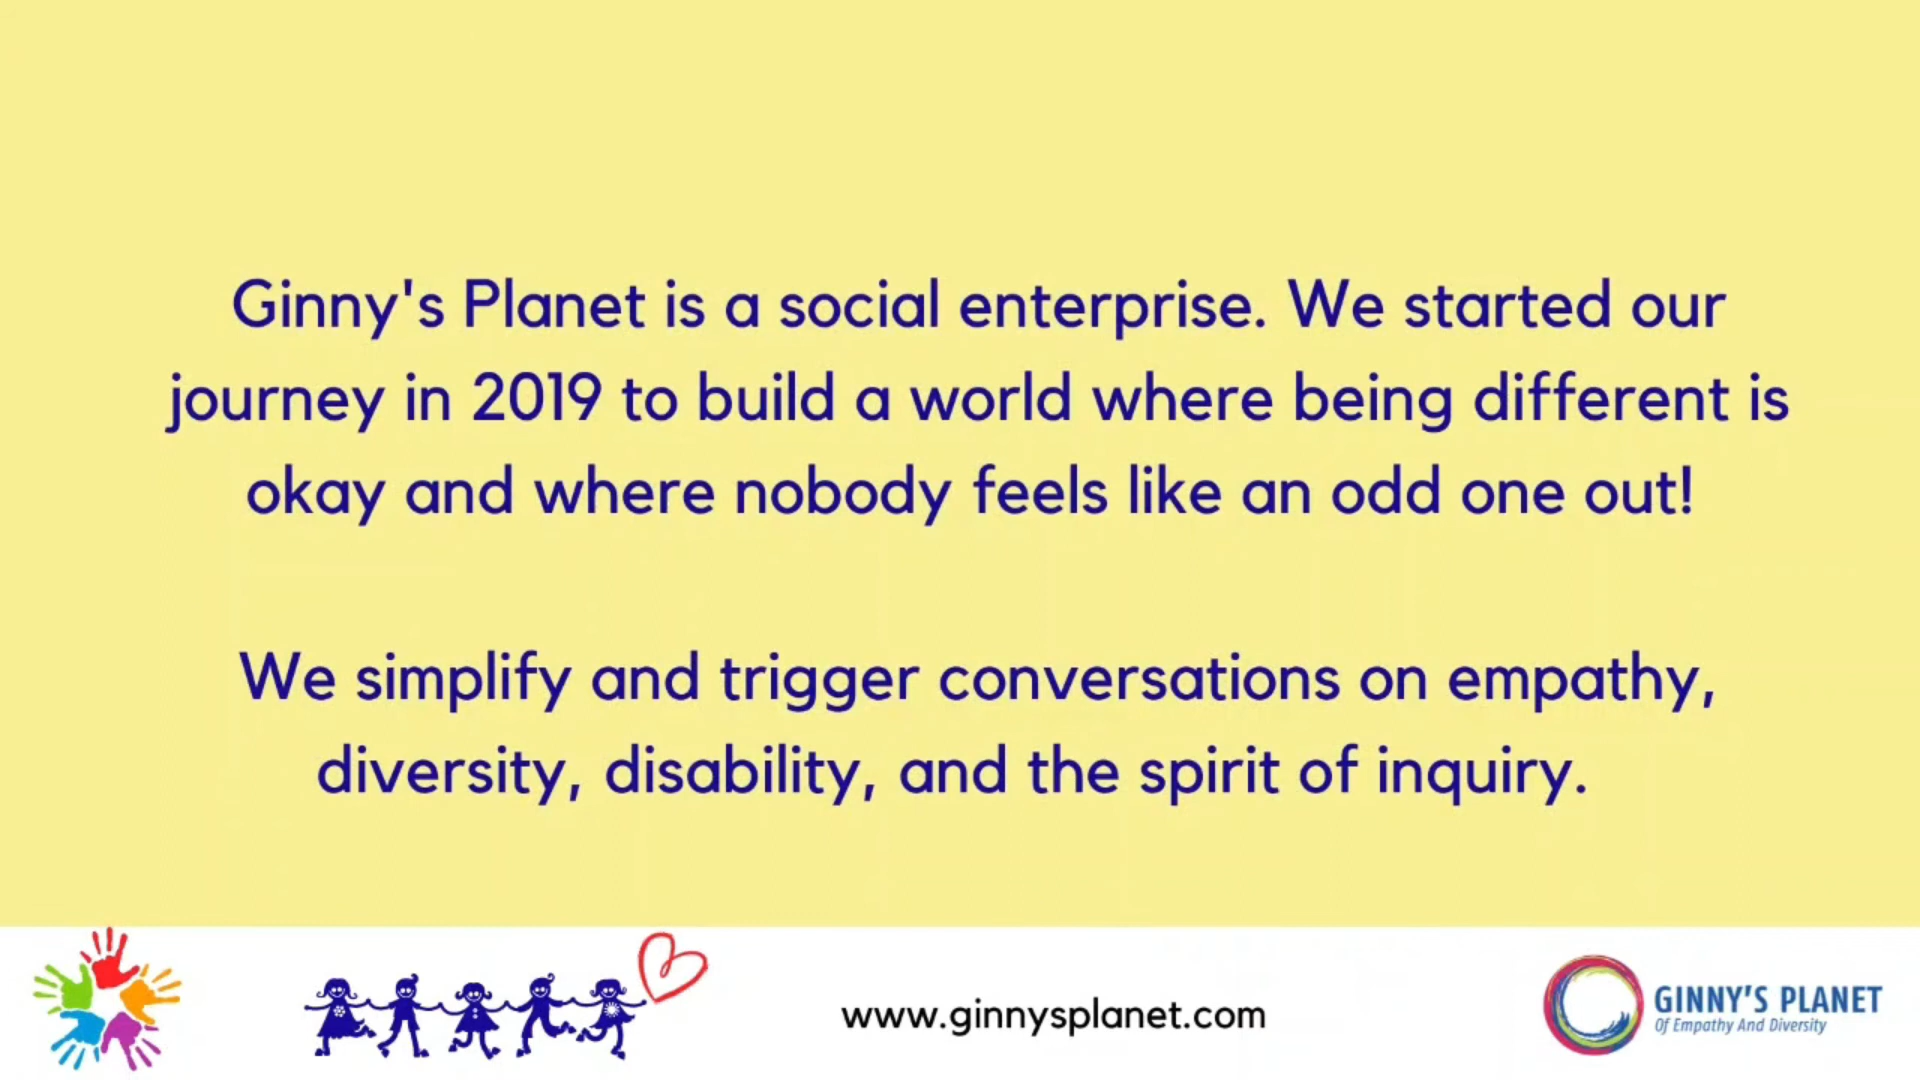 Ginny's Planet is a social enterprise. We started our
journey in 2019 to build a world where being different is
okay and where nobody feels like an odd one out!
We simplify and trigger conversations on empathy,
diversity, disability, and the spirit of inquiry.
www.ginnysplanet.com
GINNY'S PLANET
Of Empathy And Diversity